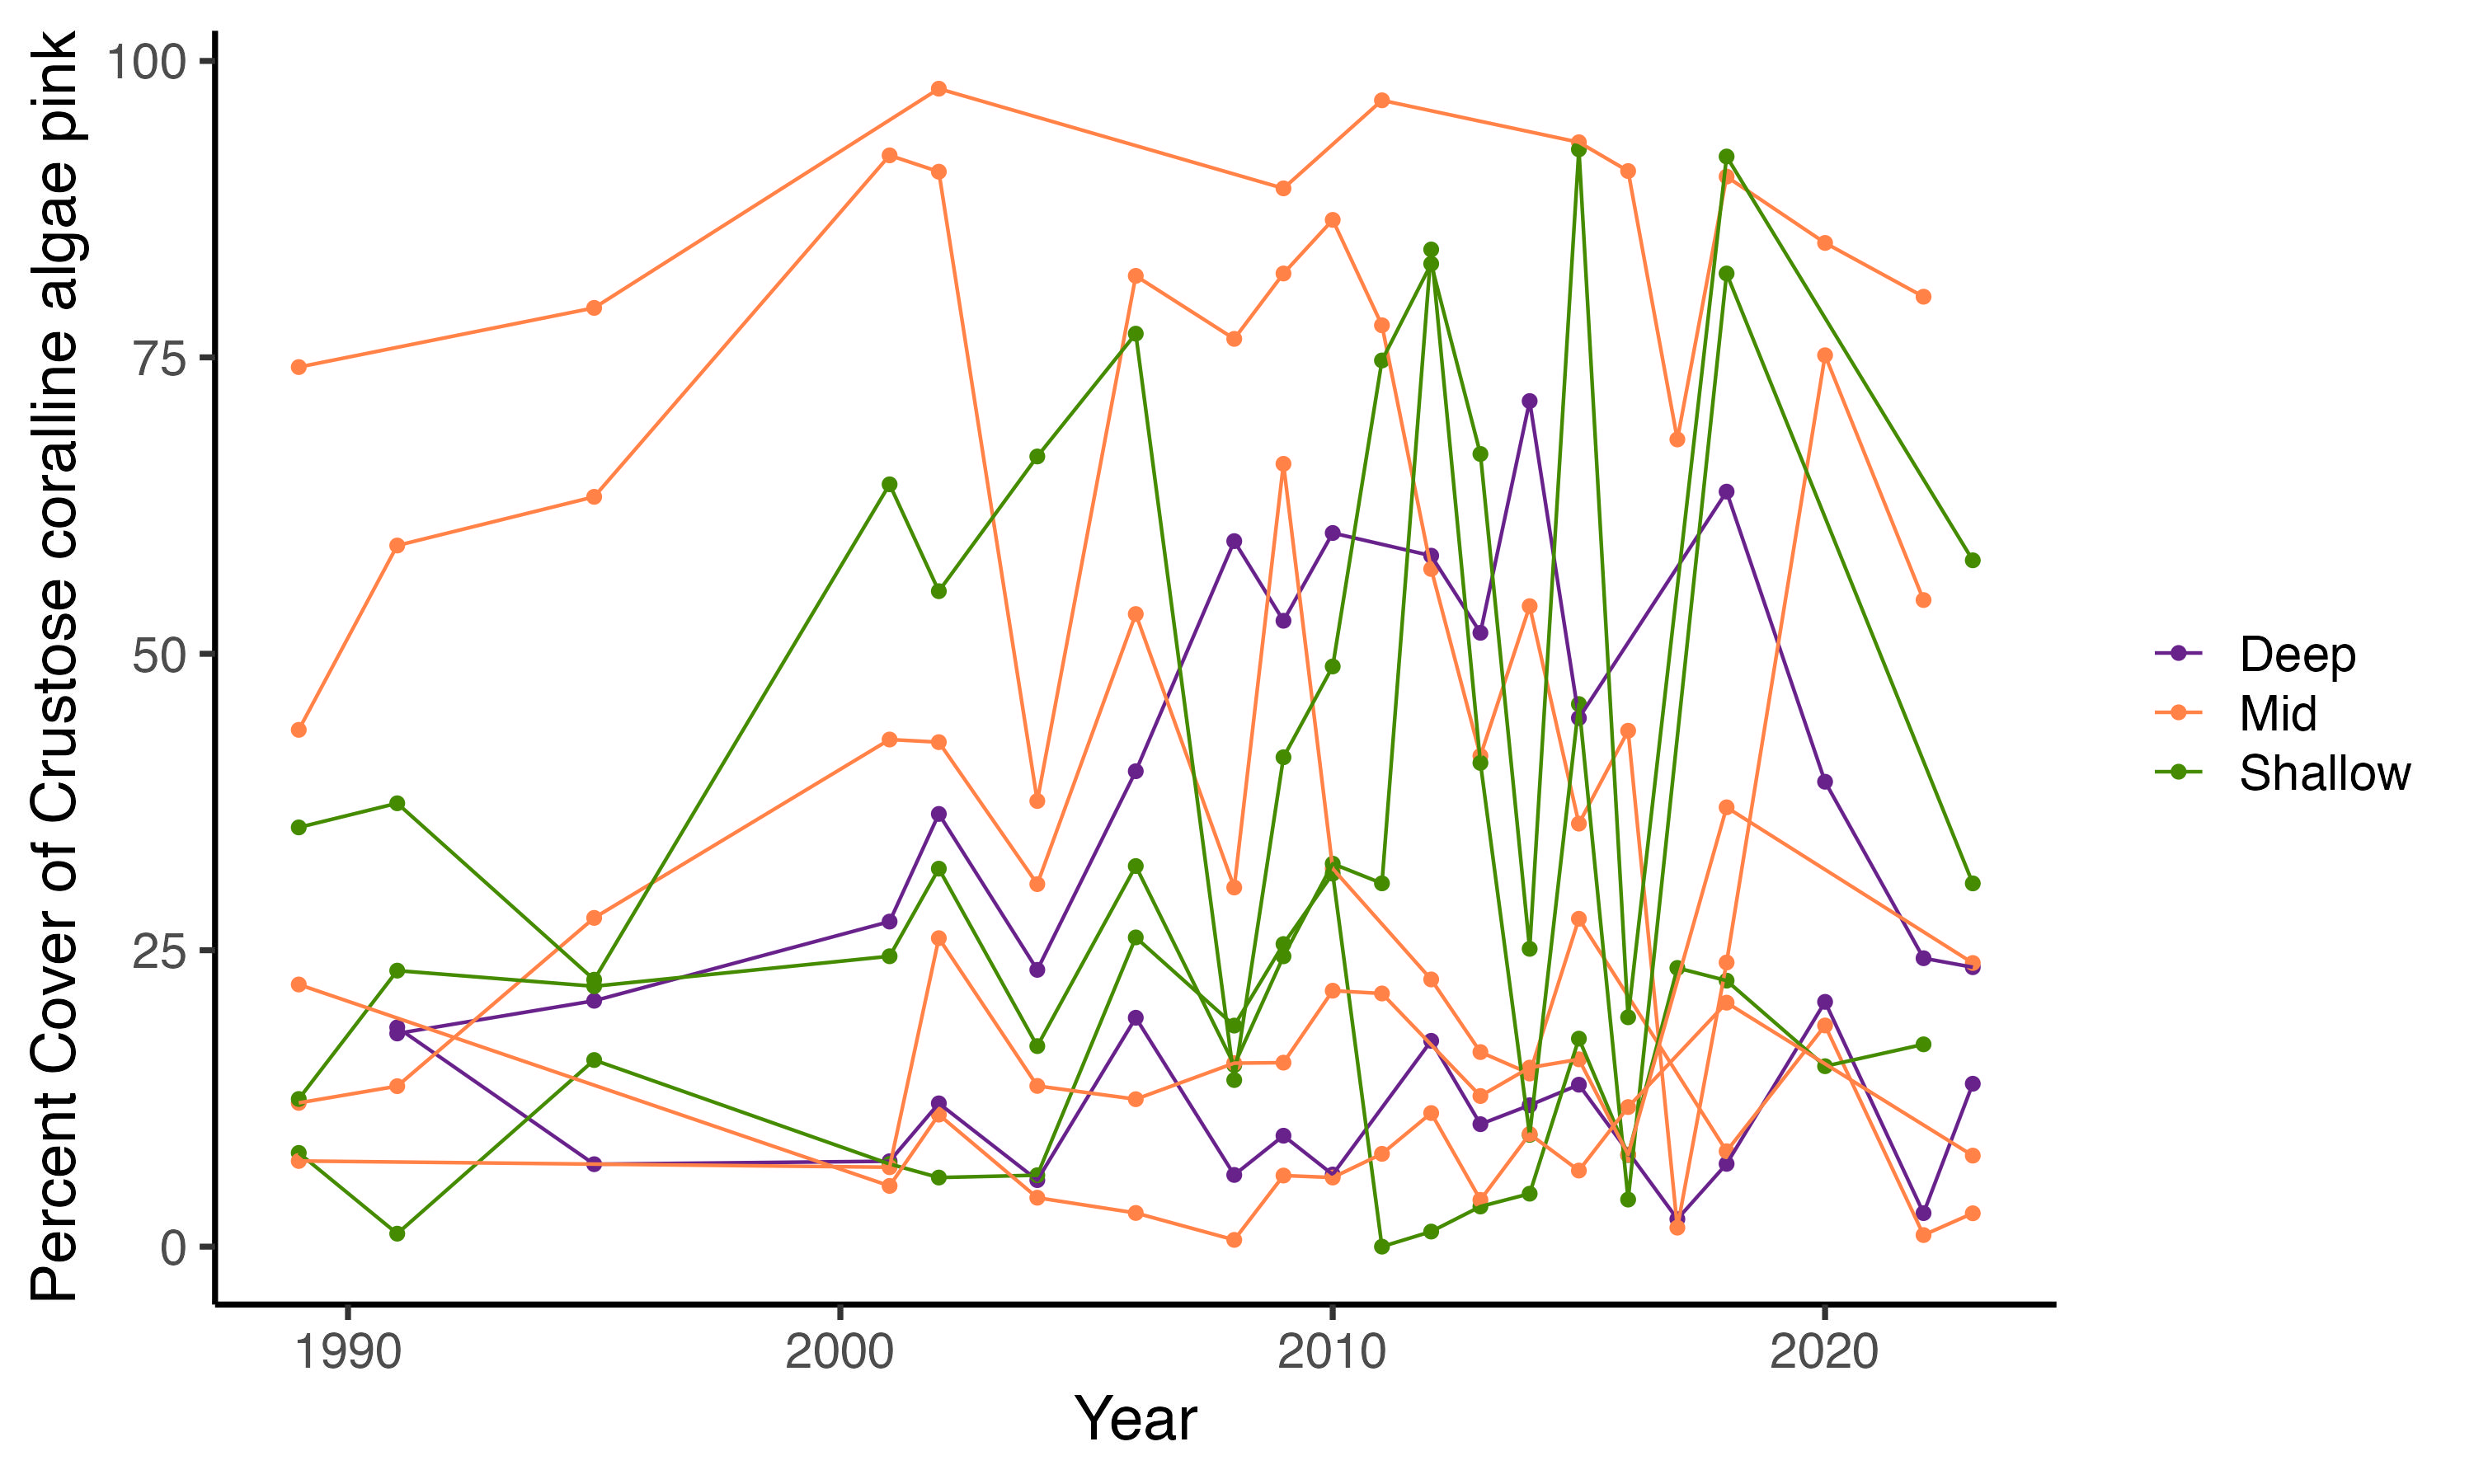 Percent Cover of Crustose coralline algae pink
100
75
50
25
0
1990
2000
2010
2020
Year
Deep
Mid
Shallow